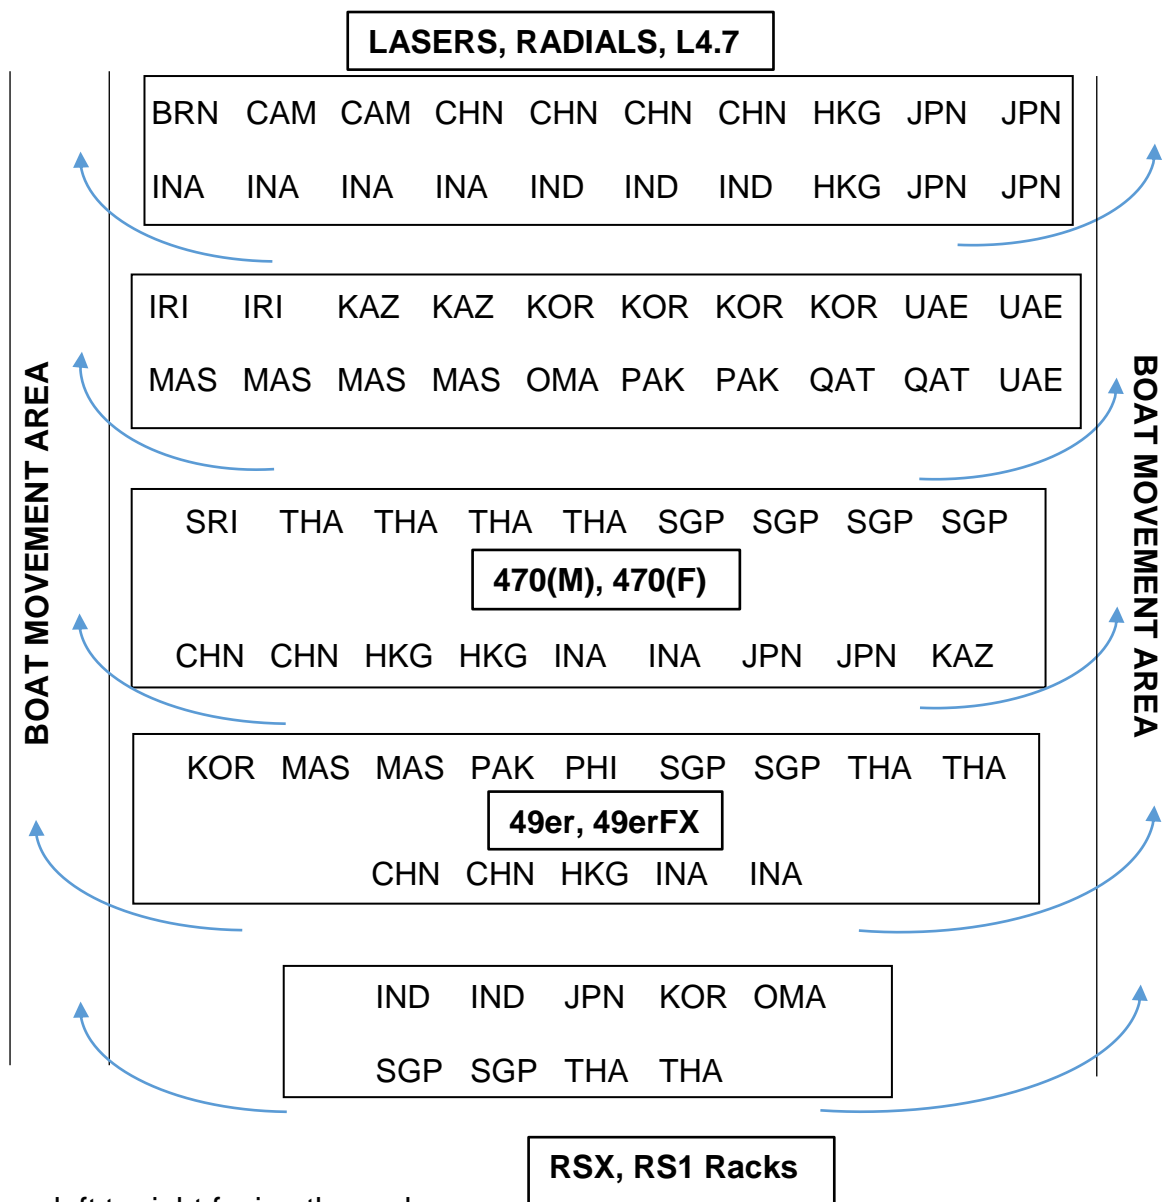 LASERS, RADIALS, L4.7
BRN CAM CAM CHN CHN CHN CHN HKG JPN JPN
INA INA INA INA IND IND IND HKG JPN JPN
IRI IRI KAZ KAZ KOR KOR KOR KOR UAE UAE
MAS MAS MAS MAS OMA PAK PAK QAT QAT UAE
BOAT MOVEMENT AREA
BOAT MOVEMENT AREA
SRI THA THA THA THA SGP SGP SGP SGP
470(M), 470(F)
CHN CHN HKG HKG INA INA JPN JPN KAZ
KOR MAS MAS PAK PHI SGP SGP THA THA
49er, 49erFX
CHN CHN HKG INA INA
IND IND JPN KOR OMA
SGP SGP THA THA
RSX, RS1 Racks